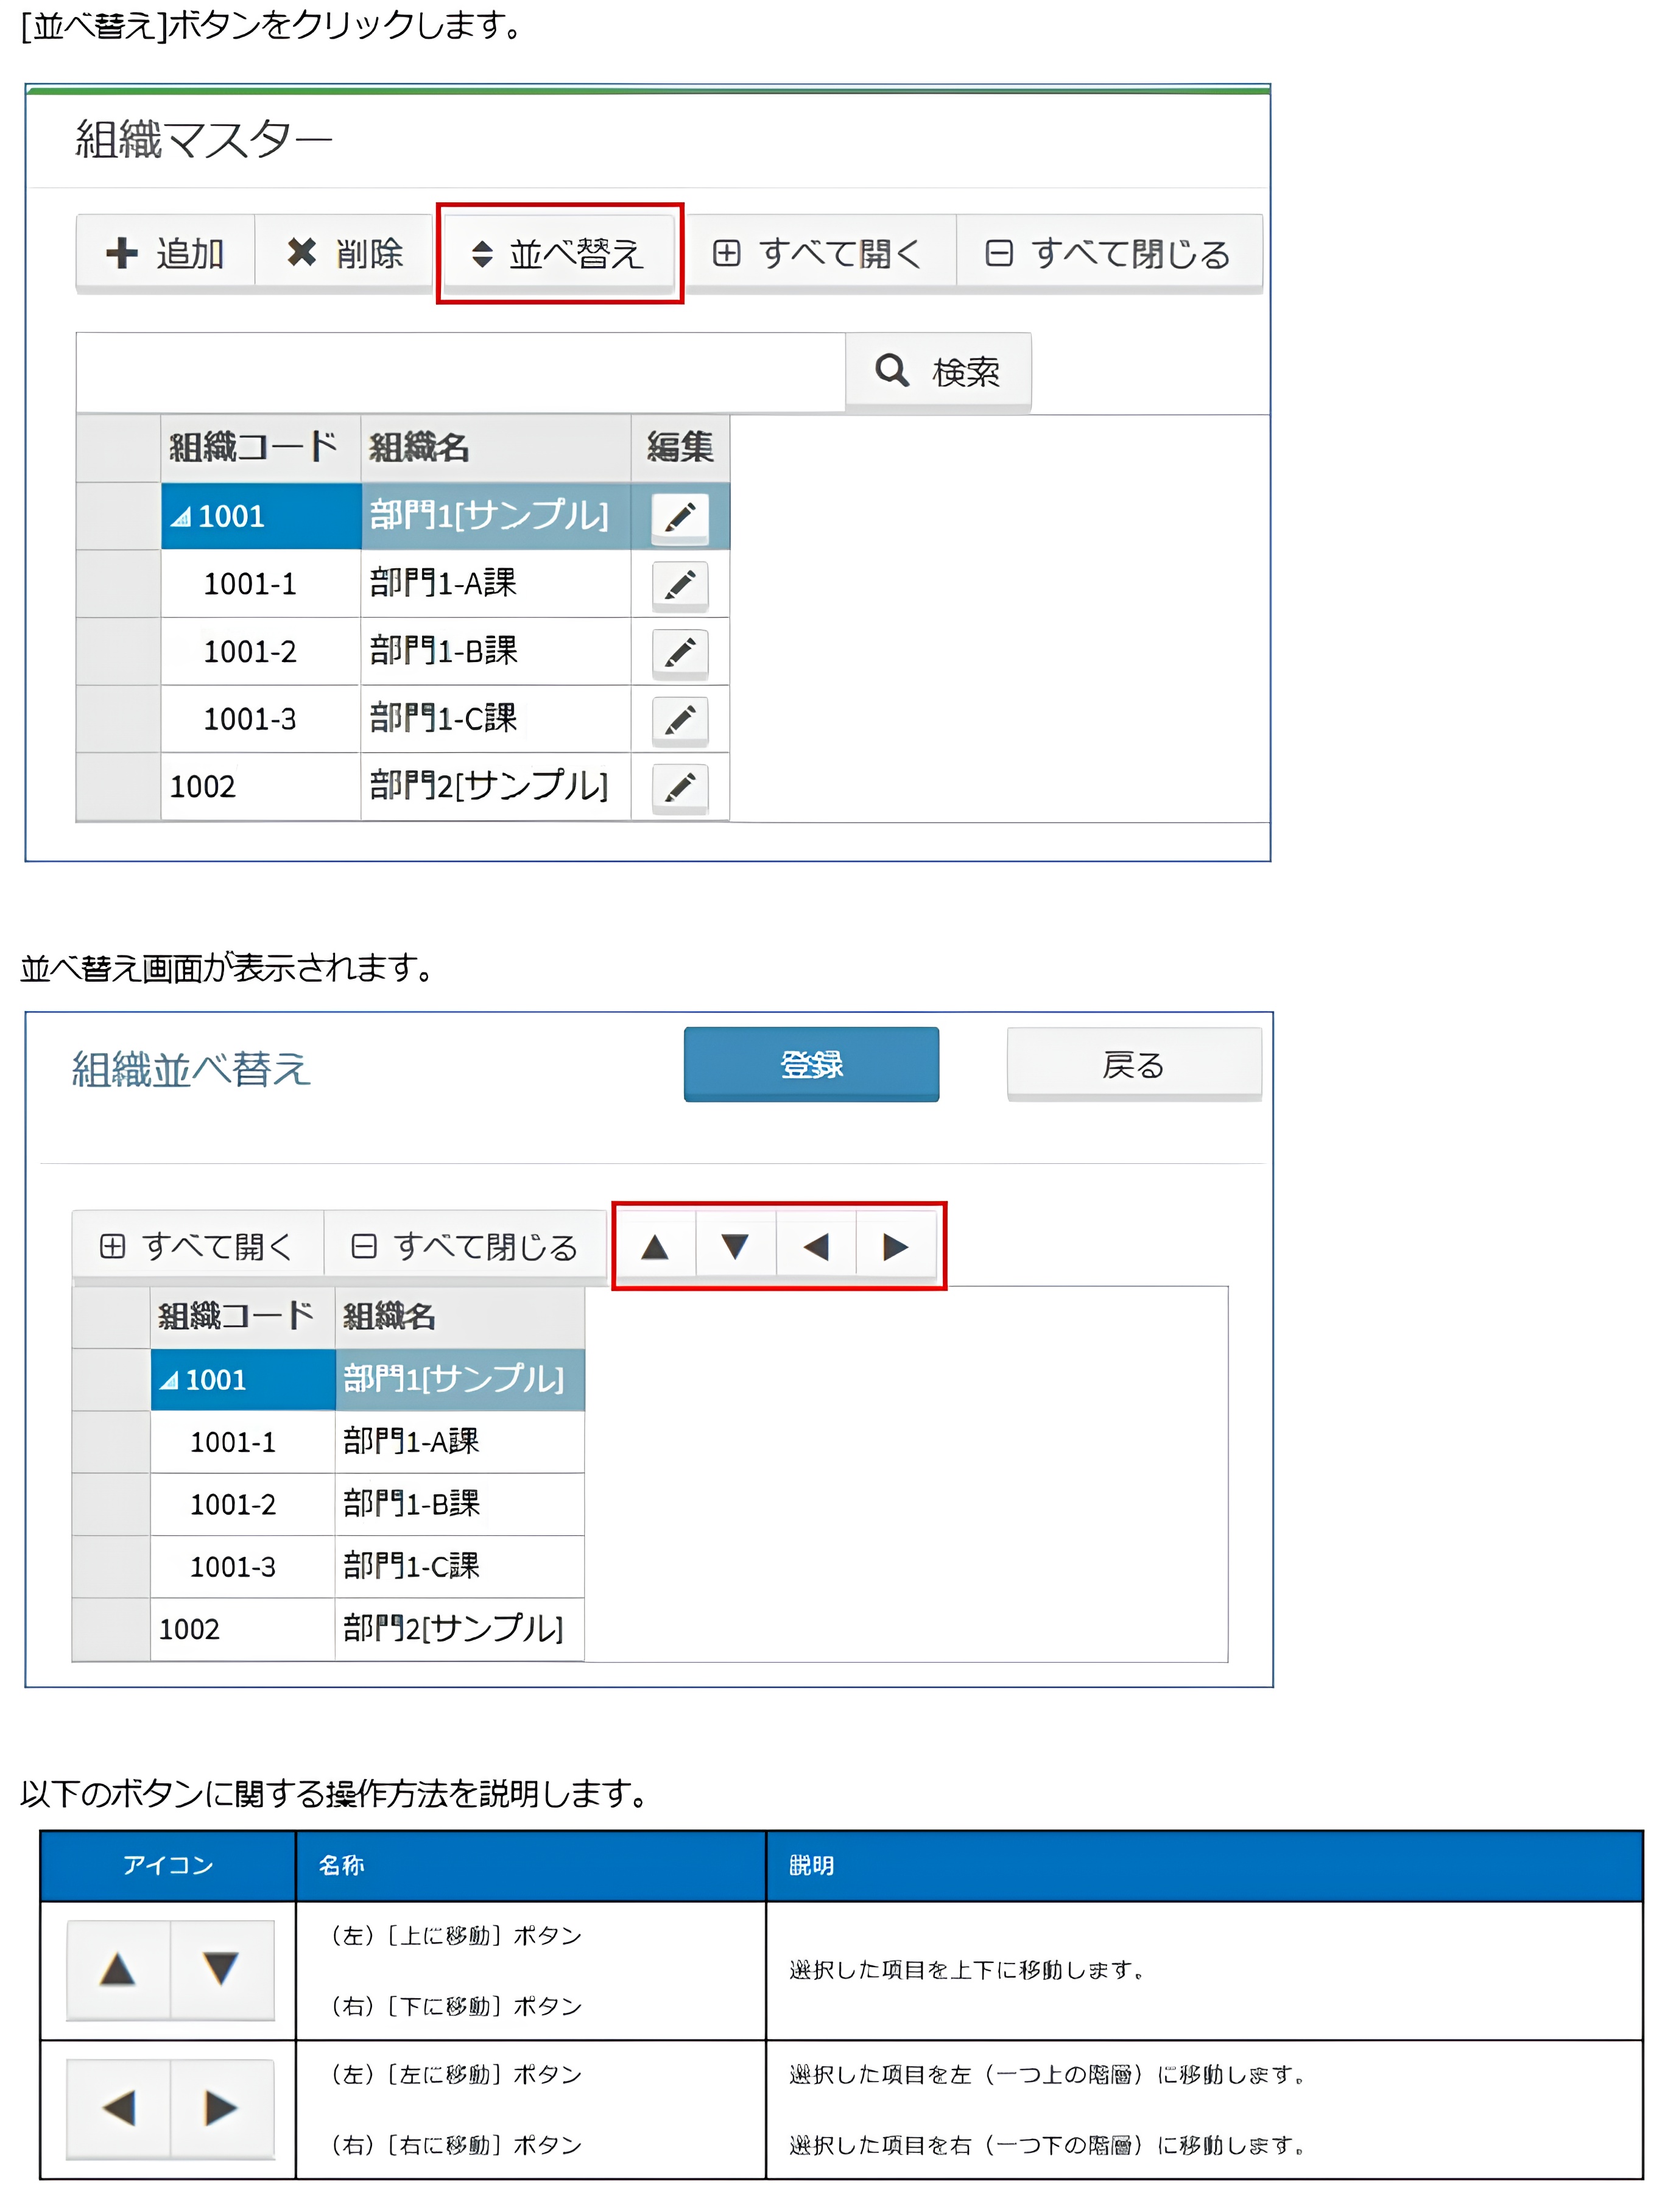 [並べ替え]ボタンをクリックします。
組織マスター
追加 削除 並べ替え すべて開く すべて閉じる
検索
組織コード 組織名 編集
1001 部門1[サンプル]
1001-1 部門1-A課
1001-2 部門1-B課
1001-3 部門1-C課
1002 部門2[サンプル]
並べ替え画面が表示されます。
組織並べ替え 登録 戻る
すべて開く すべて閉じる
組織コード 組織名
1001 部門1[サンプル]
1001-1 部門1-A課
1001-2 部門1-B課
1001-3 部門1-C課
1002 部門2[サンプル]
以下のボタンに関する操作方法を説明します。
アイコン 名称 説明
（左）［上に移動］ボタン
（右）［下に移動］ボタン
選択した項目を上下に移動します。
（左）［左に移動］ボタン 選択した項目を左（一つ上の階層）に移動します。
（右）［右に移動］ボタン 選択した項目を右（一つ下の階層）に移動します。